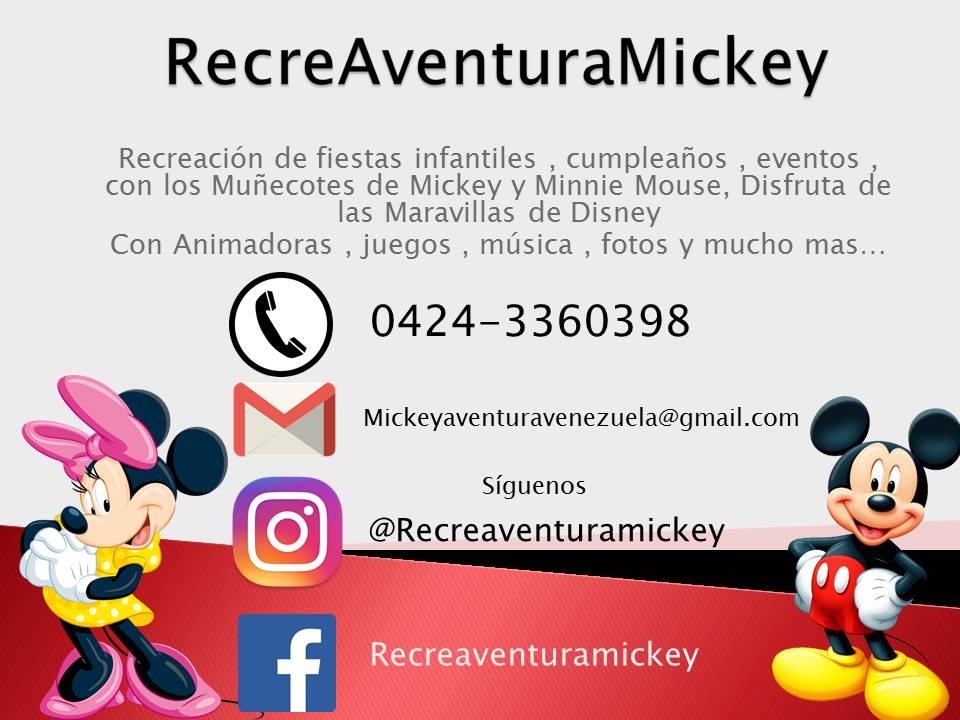 RecreAventuraMickey
Recreación de fiestas infantiles , cumpleaños , eventos ,
con los Muñecotes de Mickey y Minnie Mouse, Disfruta de
las Maravillas de Disney
Con Animadoras , juegos , música , fotos y mucho mas…
0424-3360398
Mickeyaventuravenezuela@gmail.com
Síguenos
@Recreaventuramickey
Recreaventuramickey